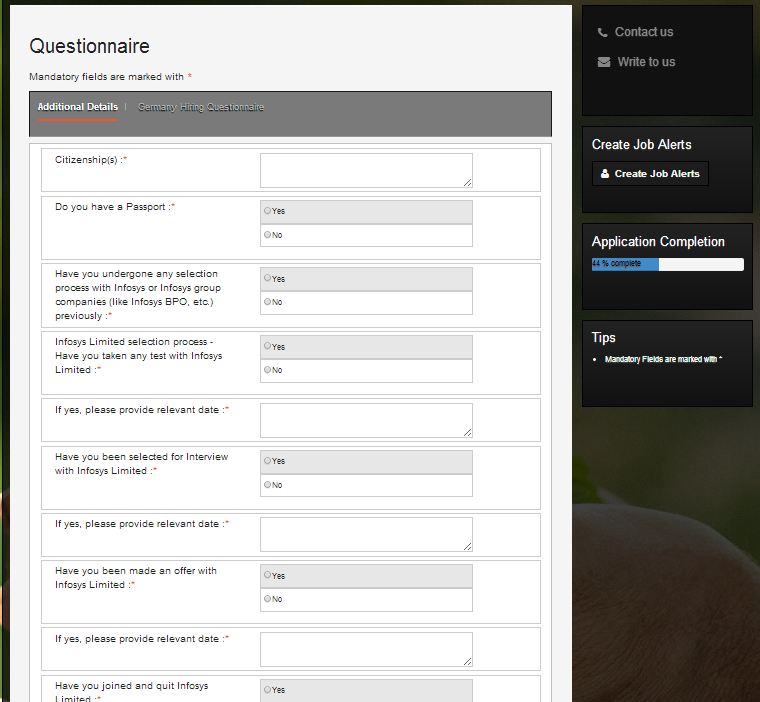 Questionnaire
Mandatory fields are marked with *
Additional Details | Germany Hiring Questionnaire
Citizenship(s) :*
Do you have a Passport :*
Yes
No
Have you undergone any selection
process with Infosys or Infosys group
companies (like Infosys BPO, etc.)
previously :*
Yes
No
Infosys Limited selection process -
Have you taken any test with Infosys
Limited :*
Yes
No
If yes, please provide relevant date :*
Have you been selected for Interview
with Infosys Limited :*
Yes
No
If yes, please provide relevant date :*
Have you been made an offer with
Infosys Limited :*
Yes
No
If yes, please provide relevant date :*
Have you joined and quit Infosys
Limited :*
Yes
Contact us
Write to us
Create Job Alerts
Create Job Alerts
Application Completion
44 % complete
Tips
Mandatory Fields are marked with *